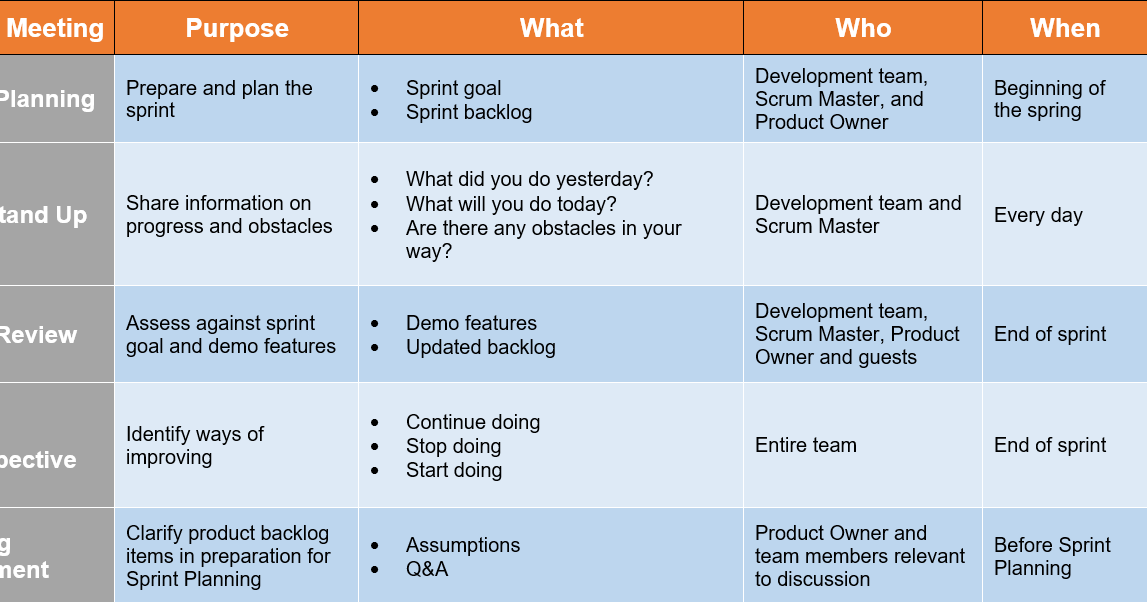 Meeting Purpose What Who When
Planning
Prepare and plan the
sprint
• Sprint goal
• Sprint backlog
Development team,
Scrum Master, and
Product Owner
Beginning of
the spring
tand Up
Share information on
progress and obstacles
• What did you do yesterday?
• What will you do today?
• Are there any obstacles in your
way?
Development team and
Scrum Master
Every day
Review
Assess against sprint
goal and demo features
• Demo features
• Updated backlog
Development team,
Scrum Master, Product
Owner and guests
End of sprint
pective
Identify ways of
improving
• Continue doing
• Stop doing
• Start doing
Entire team
End of sprint
g
ment
Clarify product backlog
items in preparation for
Sprint Planning
• Assumptions
• Q&A
Product Owner and
team members relevant
to discussion
Before Sprint
Planning